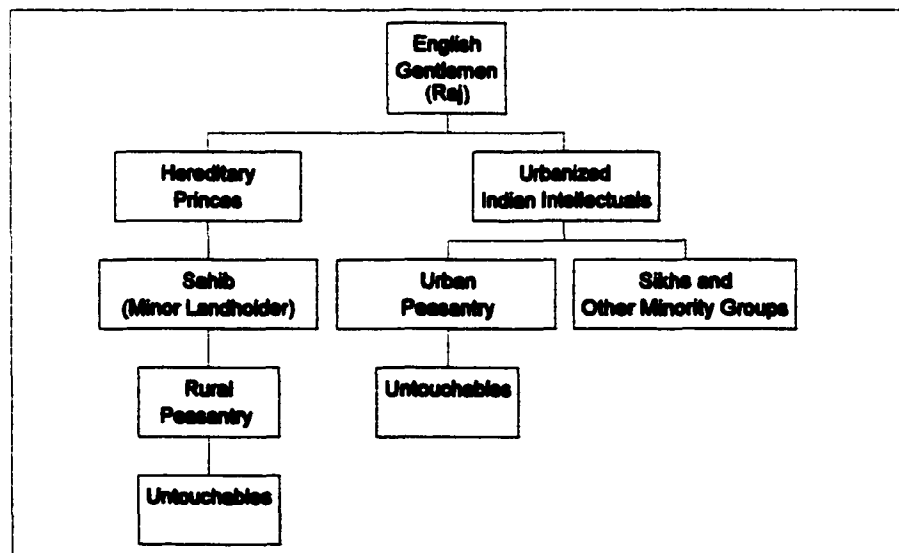 English
Gentlemen
(Raj)
Hereditary
Princes
Urbanized
Indian Intellectuals
Sahib
(Minor Landholder)
Urban
Peasantry
Sikhs and
Other Minority Groups
Rural
Peasantry
Untouchables
Untouchables